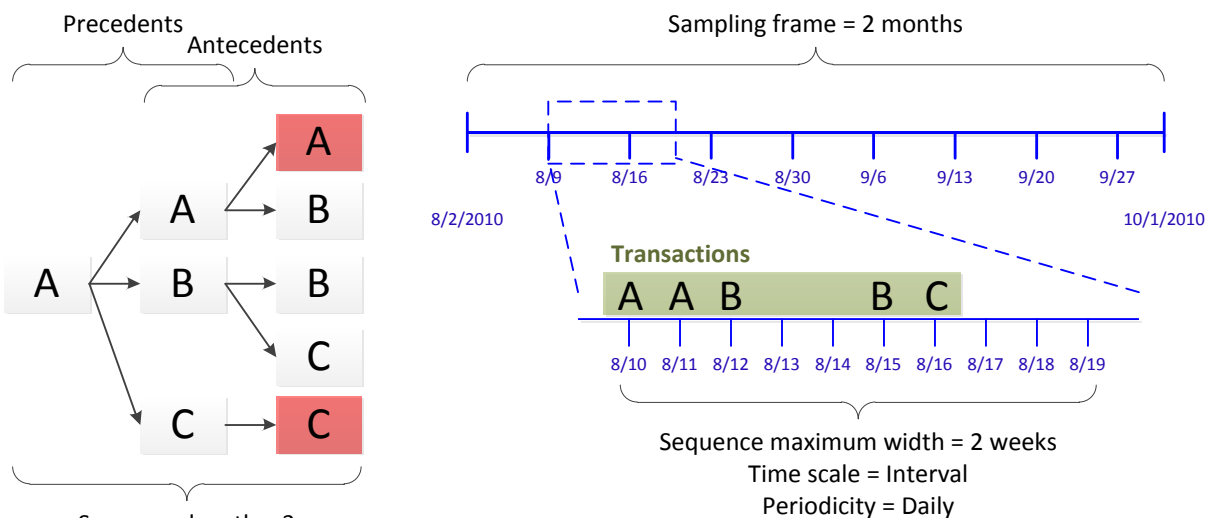 Precedents
Antecedents
A
A
B
A
B
B
C
C
C
Sampling frame = 2 months
8/9
8/16
8/23
8/30
9/6
9/13
9/20
9/27
8/2/2010
10/1/2010
Transactions
A A B B C
8/10 8/11 8/12 8/13 8/14 8/15 8/16 8/17 8/18 8/19
Sequence maximum width = 2 weeks
Time scale = Interval
Periodicity = Daily